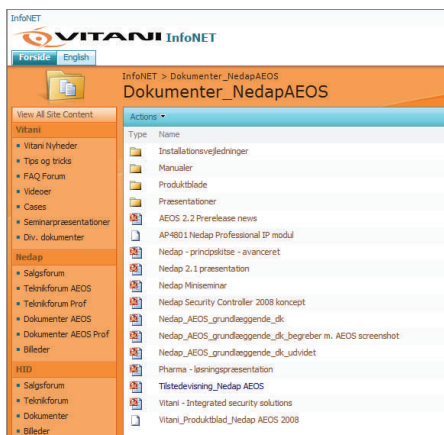 InfoNET
VITANI InfoNET
Forside English
InfoNET > Dokumenter_NedapAEOS
Dokumenter_NedapAEOS
View All Site Content
Vitani
Vitani Nyheder
Tips og tricks
FAQ Forum
Videoer
Cases
Seminarpræsentationer
Div. dokumenter
Nedap
Salgsforum
Teknikforum AEOS
Teknikforum Prof
Dokumenter AEOS
Dokumenter AEOS Prof
Billeder
HID
Salgsforum
Teknikforum
Dokumenter
Billeder
Actions
Type Name
Installationsvejledninger
Manualer
Produktblade
Præsentationer
AEOS 2.2 Prerelease news
AP4801 Nedap Professional IP modul
Nedap - principskitse - avanceret
Nedap 2.1 præsentation
Nedap Miniseminar
Nedap Security Controller 2008 koncept
Nedap_AEOS_grundlæggende_dk
Nedap_AEOS_grundlæggende_dk_begreber m. AEOS screenshot
Nedap_AEOS_grundlæggende_dk_udvidet
Pharma - løsningspræsentation
Tilstedevisning_Nedap AEOS
Vitani - Integrated security solutions
Vitani_Produktblad_Nedap AEOS 2008